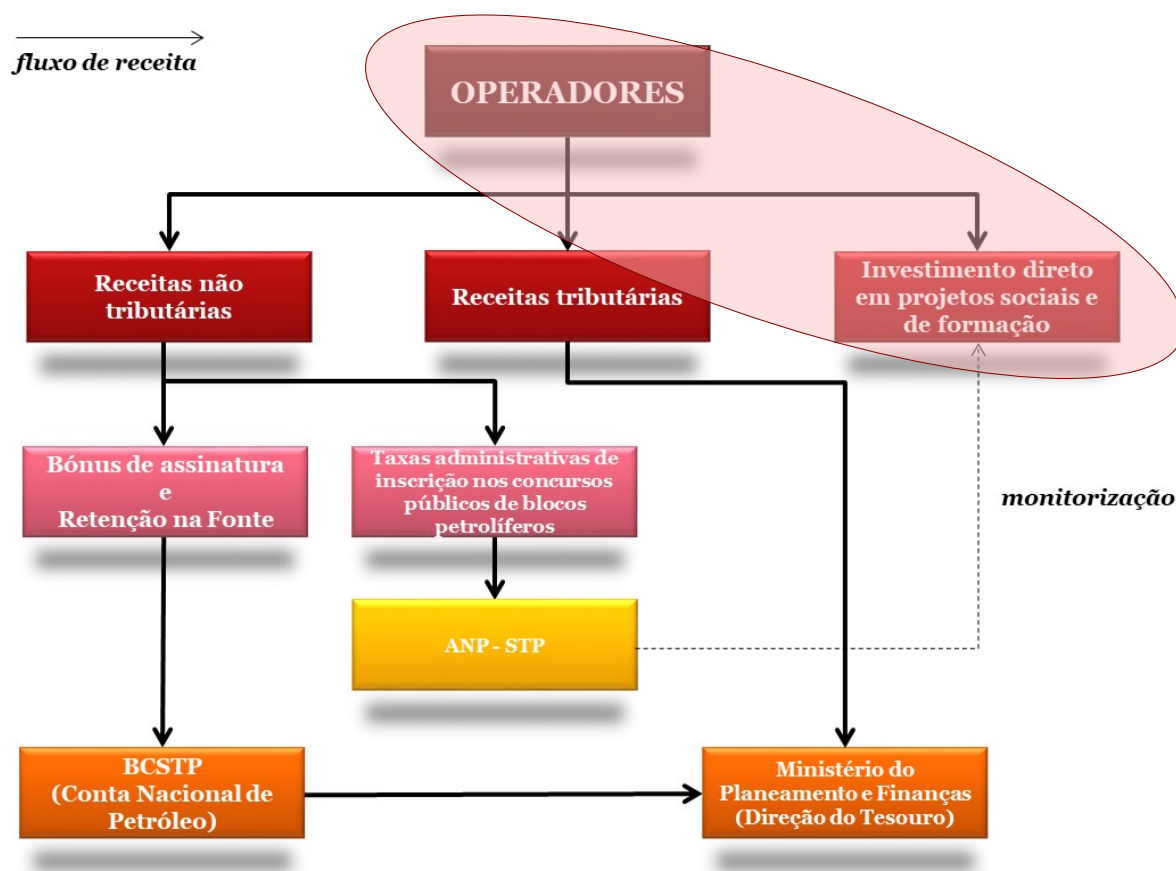 fluxo de receita
OPERADORES
Receitas não
tributárias
Receitas tributárias
Investimento direto
em projetos sociais e
de formação
Bónus de assinatura
e
Retenção na Fonte
Taxas administrativas de
inscrição nos concursos
públicos de blocos
petrolíferos
monitorização
ANP - STP
BCSTP
(Conta Nacional de
Petróleo)
Ministério do
Planeamento e Finanças
(Direção do Tesouro)